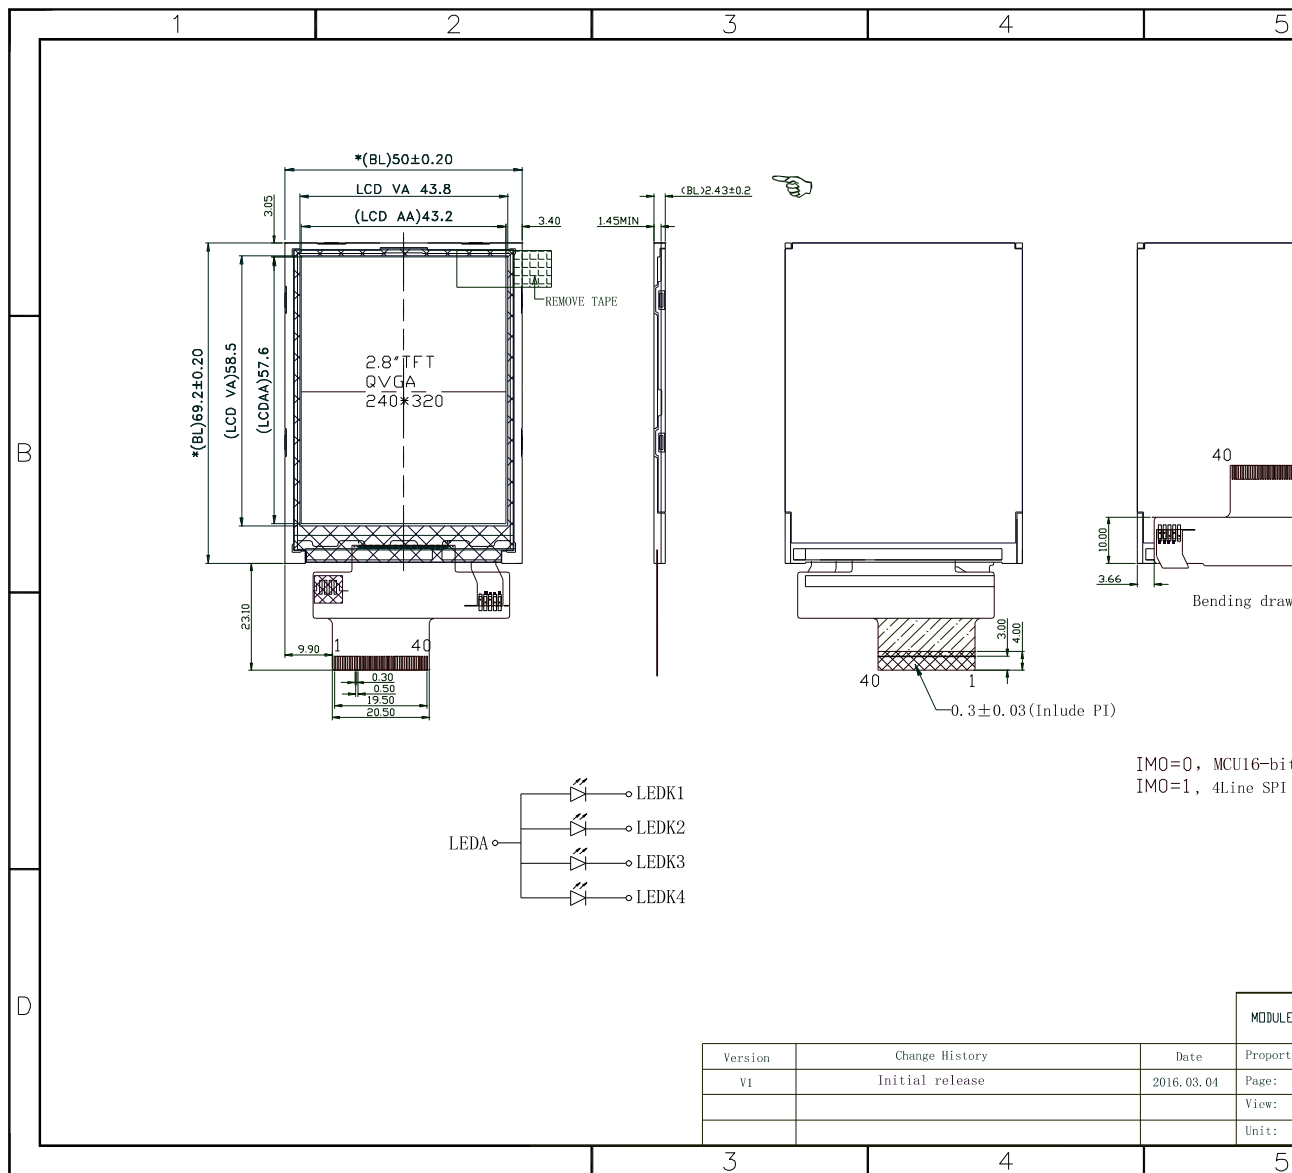 1 2 3 4 5
*(BL)50±0.20
LCD VA 43.8
(LCD AA)43.2
3.05
3.40
(BL)2.43±0.2
1.45MIN
REMOVE TAPE
*(BL)69.2±0.20
(LCD VA)58.5
(LCDAA)57.6
2.8"TFT
QVGA
240*320
B
40
10.00
3.66
Bending draw
23.10
9.90
1 40
0.30
0.50
19.50
20.50
3.00
4.00
40 1
0.3±0.03(Inlude PI)
IM0=0, MCU16-bit
IM0=1, 4Line SPI
LEDA
LEDK1
LEDK2
LEDK3
LEDK4
D
MODULE
Version Change History Date Proport
V1 Initial release 2016.03.04 Page:
View:
Unit:
3 4 5